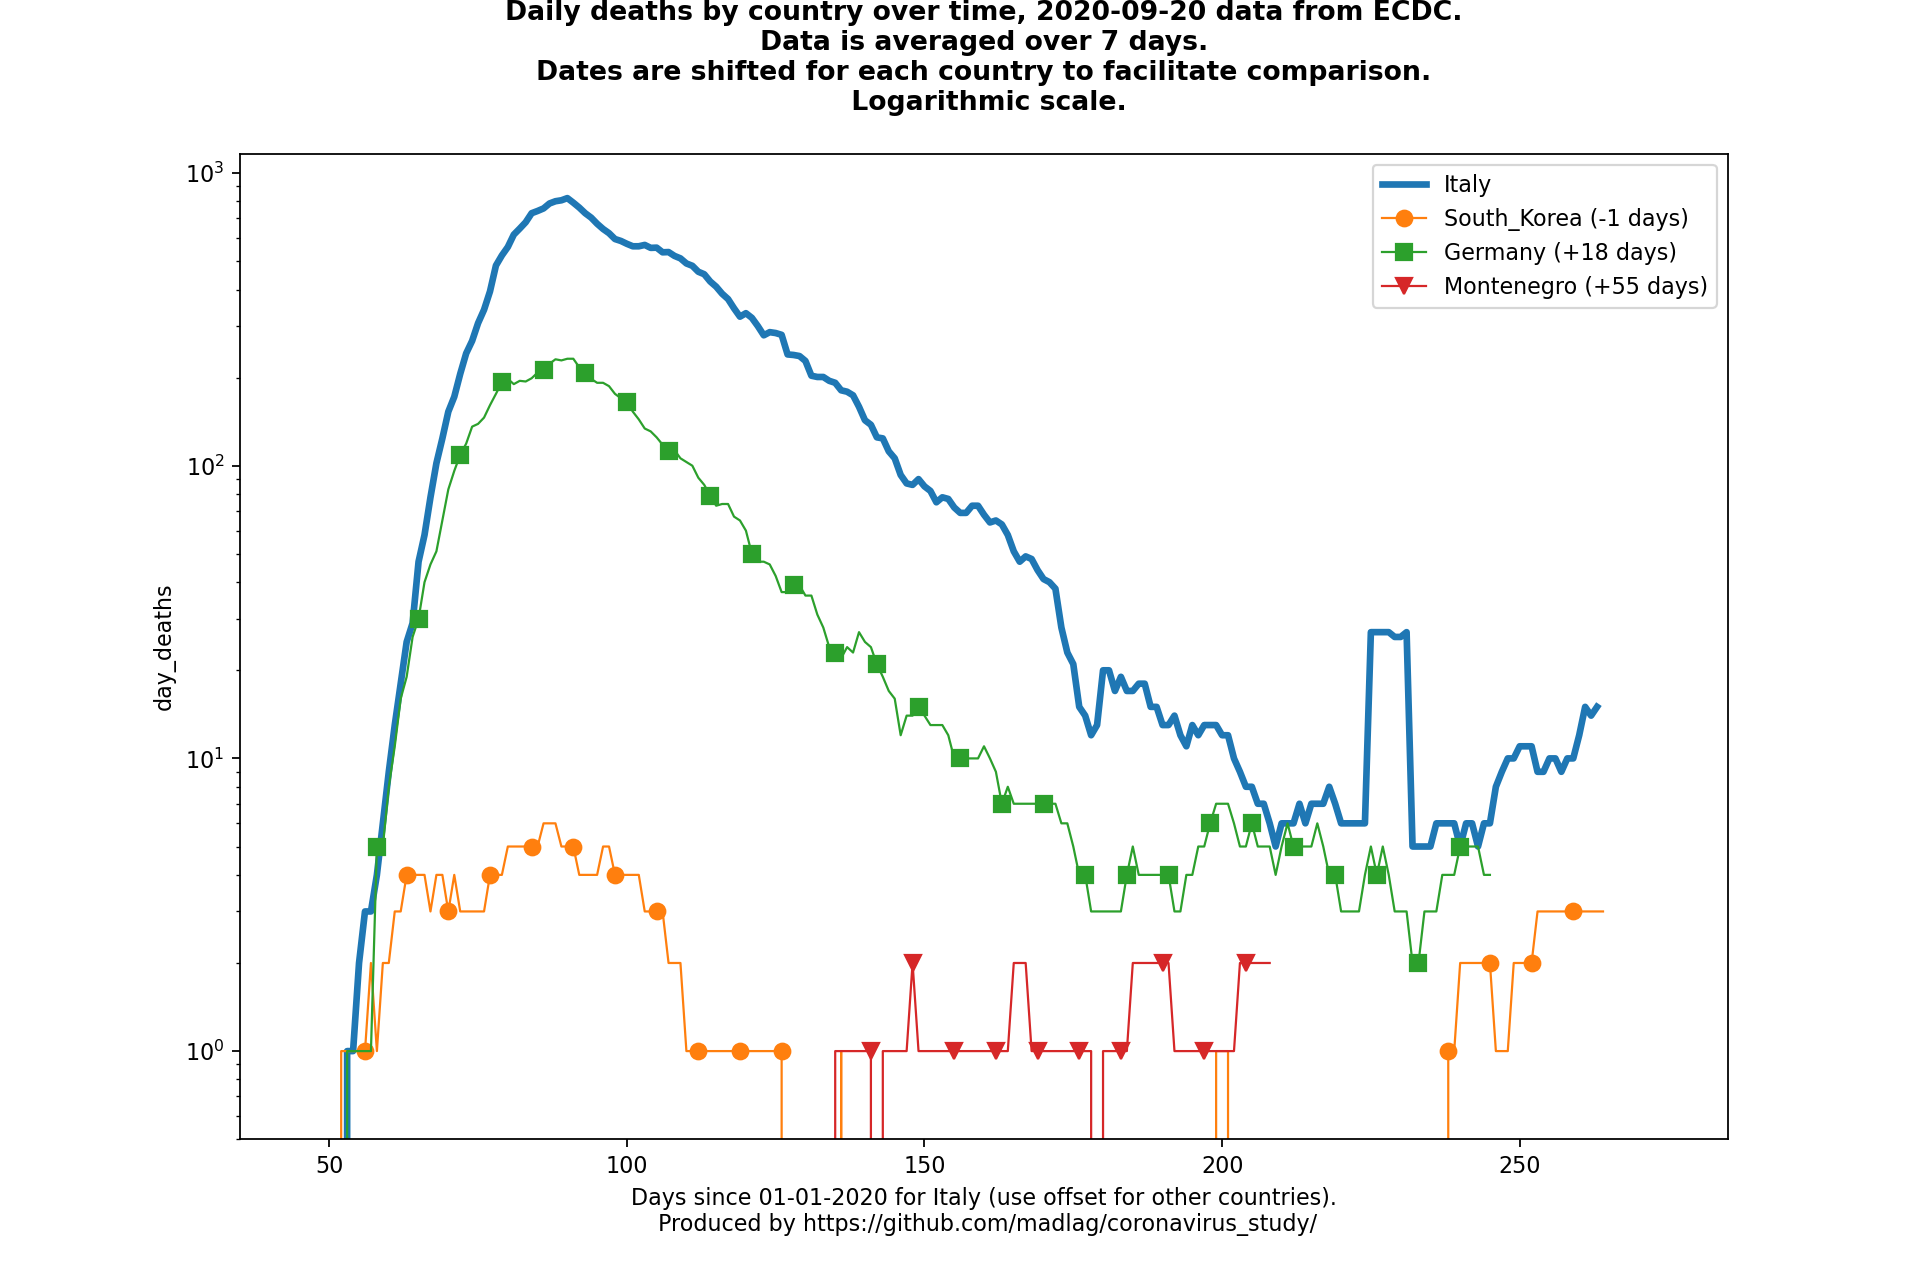 Daily deaths by country over time, 2020-09-20 data from ECDC.
Data is averaged over 7 days.
Dates are shifted for each country to facilitate comparison.
Logarithmic scale.
10³
10²
10¹
10⁰
day_deaths
Italy
South_Korea (-1 days)
Germany (+18 days)
Montenegro (+55 days)
50 100 150 200 250
Days since 01-01-2020 for Italy (use offset for other countries).
Produced by https://github.com/madlag/coronavirus_study/